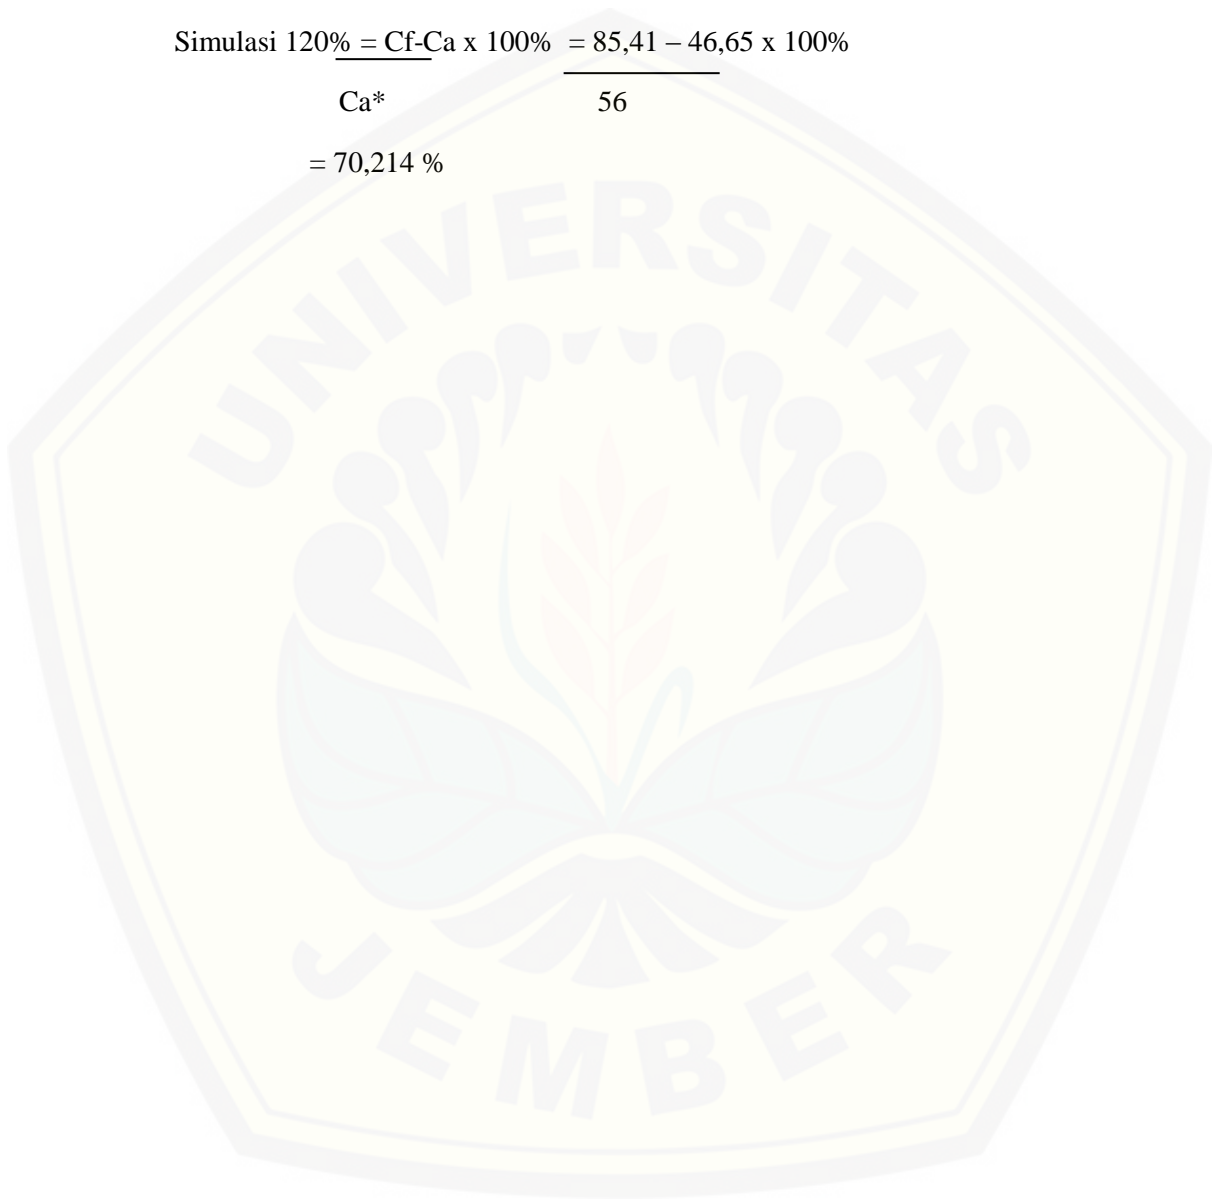 Simulasi 120% = Cf-Ca x 100% = 85,41 – 46,65 x 100%
Ca* 56
= 70,214 %
UNIVERSITAS
JEMBER